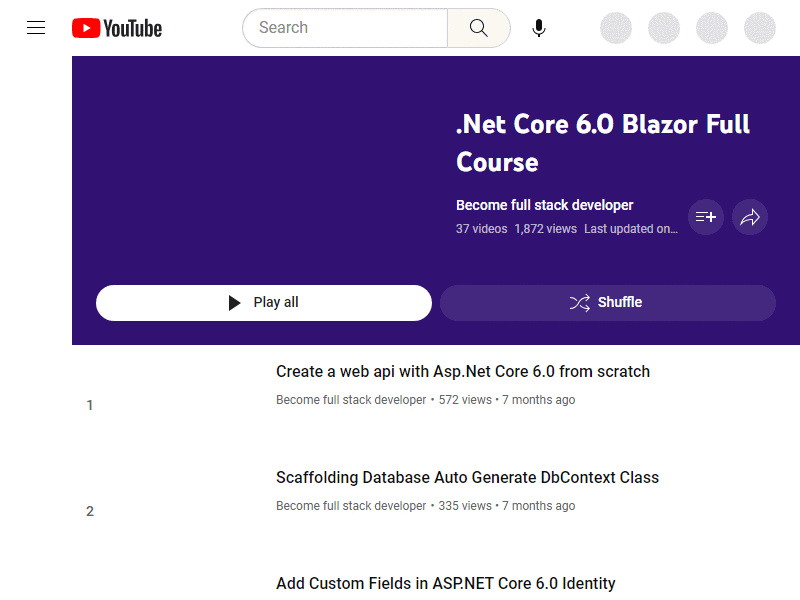 YouTube
Search
.Net Core 6.0 Blazor Full
Course
Become full stack developer
37 videos 1,872 views Last updated on...
Play all
Shuffle
1
Create a web api with Asp.Net Core 6.0 from scratch
Become full stack developer • 572 views • 7 months ago
2
Scaffolding Database Auto Generate DbContext Class
Become full stack developer • 335 views • 7 months ago
Add Custom Fields in ASP.NET Core 6.0 Identity